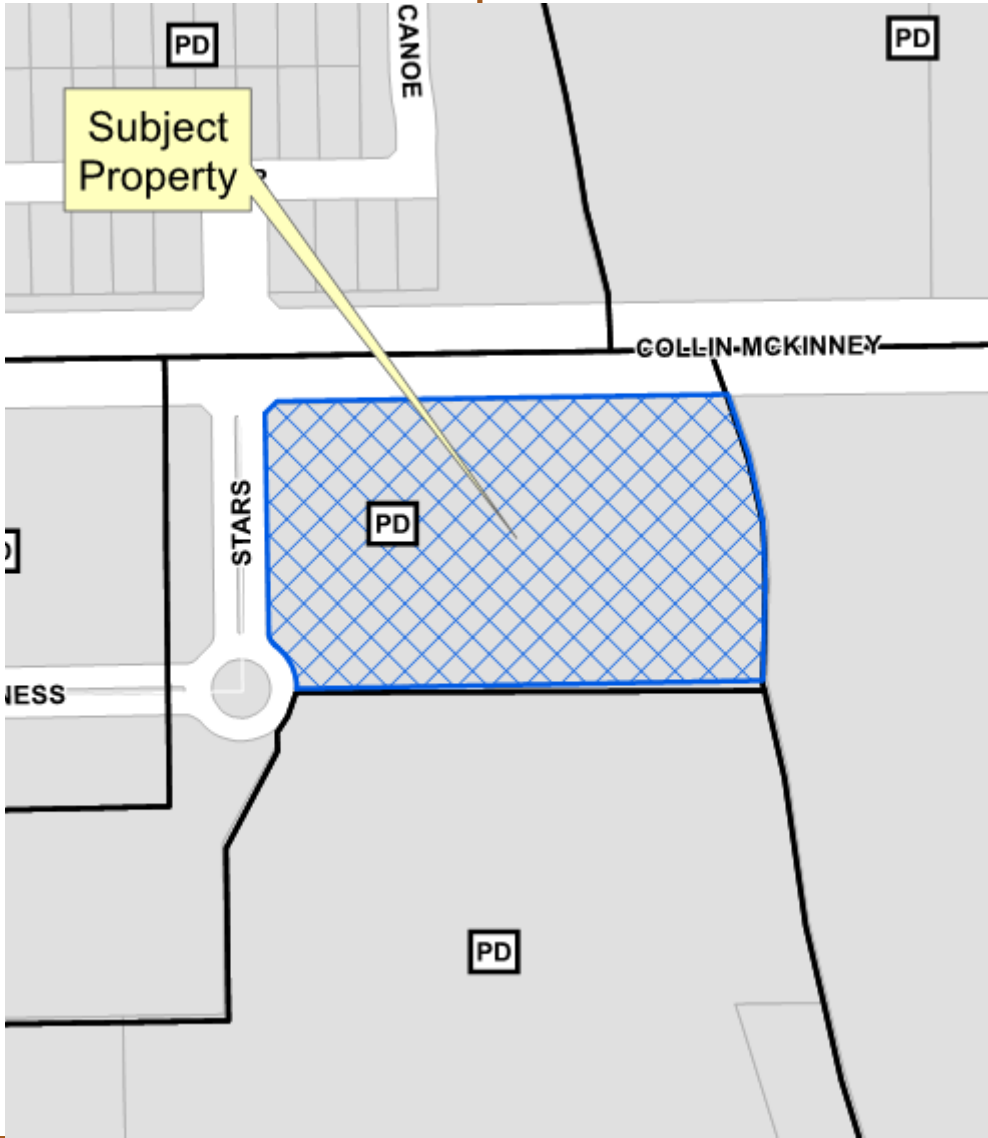 PD
CANOE
PD
Subject
Property
COLLIN MCKINNEY
STARS
PD
NESS
PD